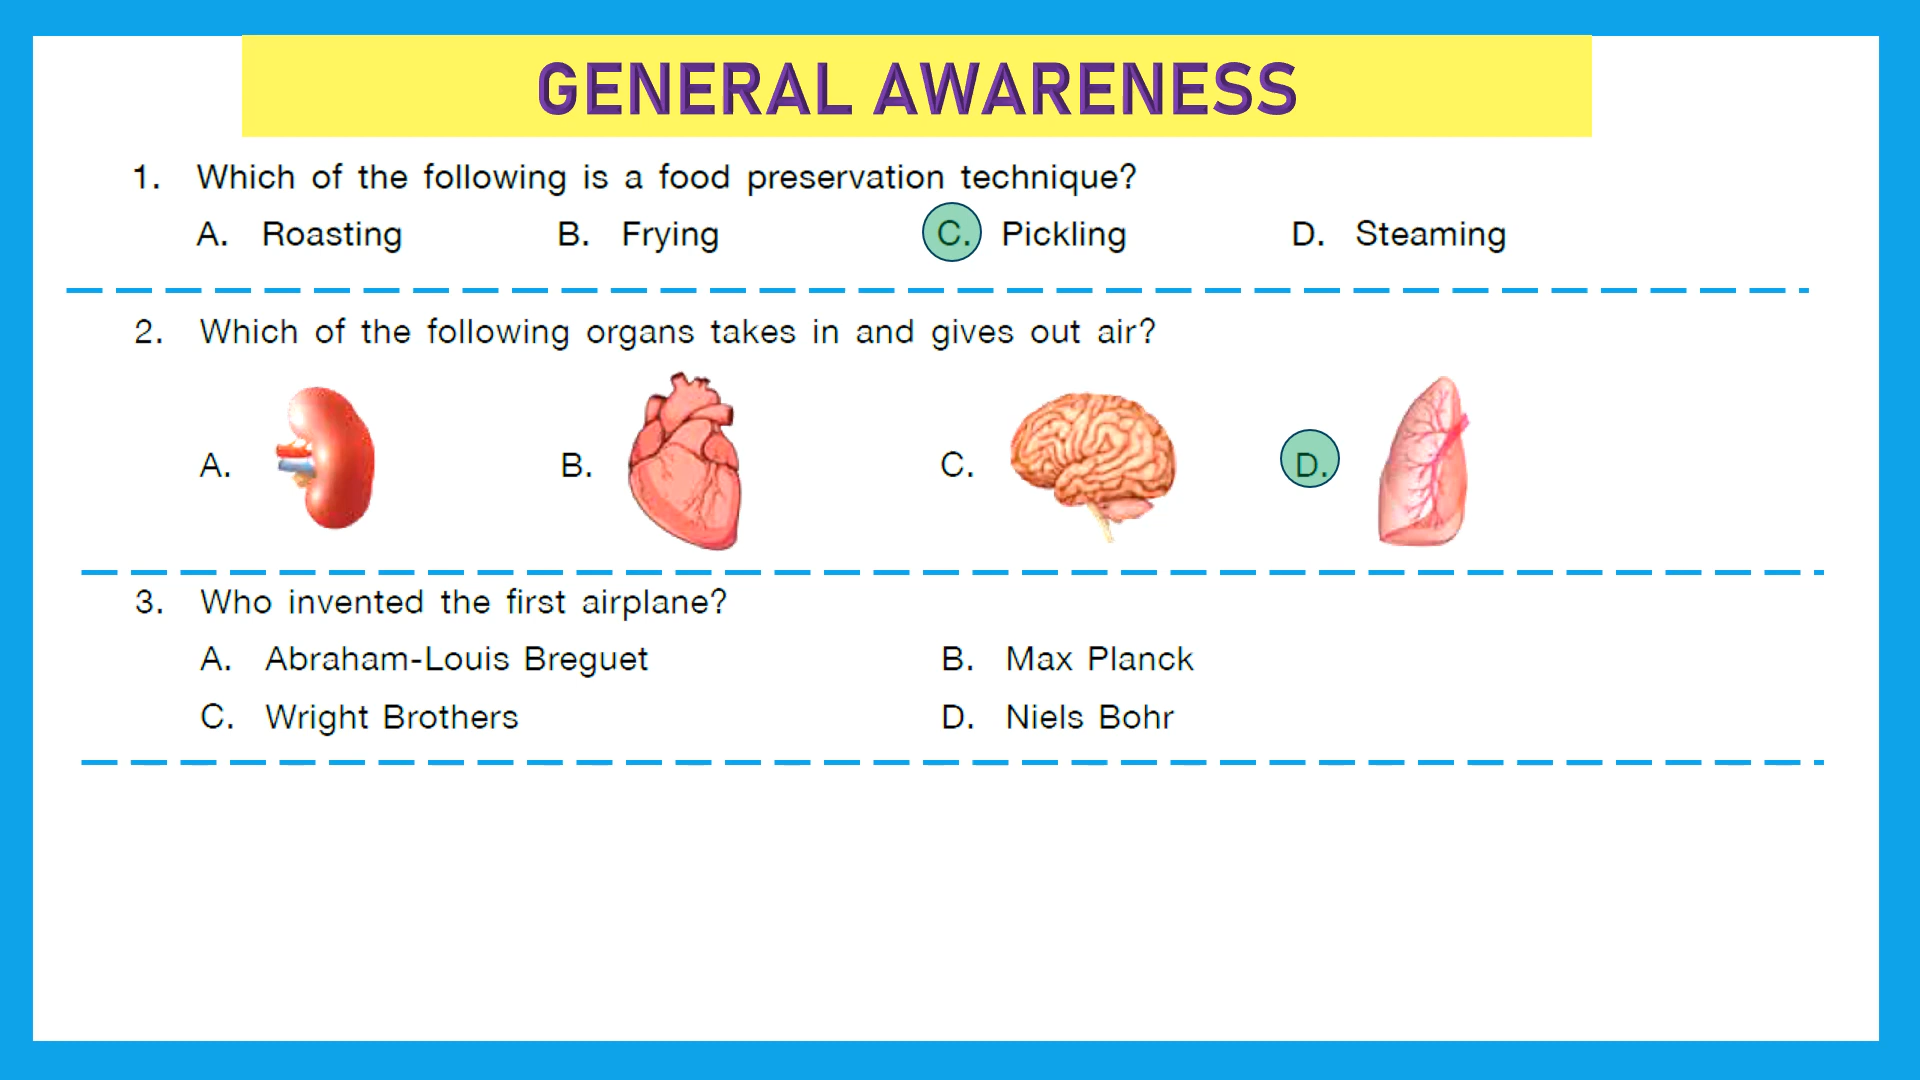 GENERAL AWARENESS
1. Which of the following is a food preservation technique?
A. Roasting B. Frying C. Pickling D. Steaming
2. Which of the following organs takes in and gives out air?
A. B. C. D.
3. Who invented the first airplane?
A. Abraham-Louis Breguet B. Max Planck
C. Wright Brothers D. Niels Bohr